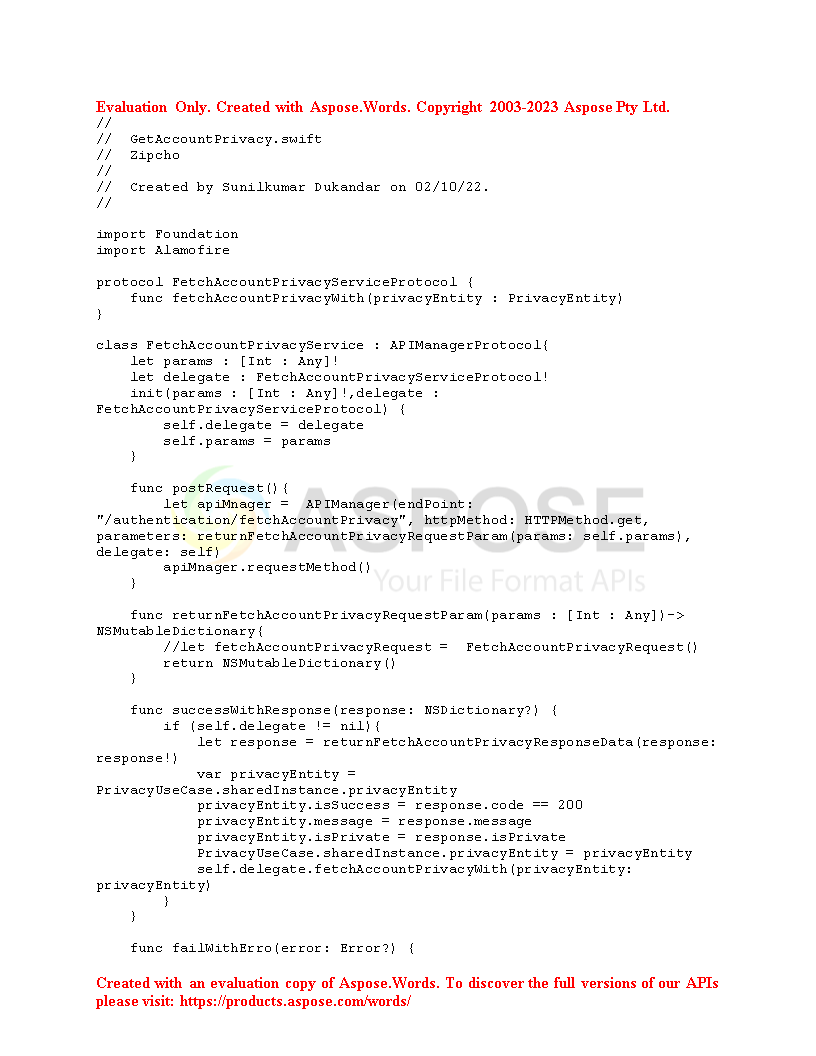 Evaluation Only. Created with Aspose.Words. Copyright 2003-2023 Aspose Pty Ltd.
//
//  GetAccountPrivacy.swift
//  Zipcho
//
//  Created by Sunilkumar Dukandar on 02/10/22.
//

import Foundation
import Alamofire

protocol FetchAccountPrivacyServiceProtocol {
    func fetchAccountPrivacyWith(privacyEntity : PrivacyEntity)
}

class FetchAccountPrivacyService : APIManagerProtocol{
    let params : [Int : Any]!
    let delegate : FetchAccountPrivacyServiceProtocol!
    init(params : [Int : Any]!,delegate :
FetchAccountPrivacyServiceProtocol) {
        self.delegate = delegate
        self.params = params
    }

    func postRequest(){
        let apiMnager =  APIManager(endPoint:
"/authentication/fetchAccountPrivacy", httpMethod: HTTPMethod.get,
parameters: returnFetchAccountPrivacyRequestParam(params: self.params),
delegate: self)
        apiMnager.requestMethod()
    }

    func returnFetchAccountPrivacyRequestParam(params : [Int : Any])->
NSMutableDictionary{
        //let fetchAccountPrivacyRequest =  FetchAccountPrivacyRequest()
        return NSMutableDictionary()
    }

    func successWithResponse(response: NSDictionary?) {
        if (self.delegate != nil){
            let response = returnFetchAccountPrivacyResponseData(response:
response!)
            var privacyEntity =
PrivacyUseCase.sharedInstance.privacyEntity
            privacyEntity.isSuccess = response.code == 200
            privacyEntity.message = response.message
            privacyEntity.isPrivate = response.isPrivate
            PrivacyUseCase.sharedInstance.privacyEntity = privacyEntity
            self.delegate.fetchAccountPrivacyWith(privacyEntity:
privacyEntity)
        }
    }

    func failWithErro(error: Error?) {
ASPOSE
Your File Format APIs
Created with an evaluation copy of Aspose.Words. To discover the full versions of our APIs
please visit: https://products.aspose.com/words/